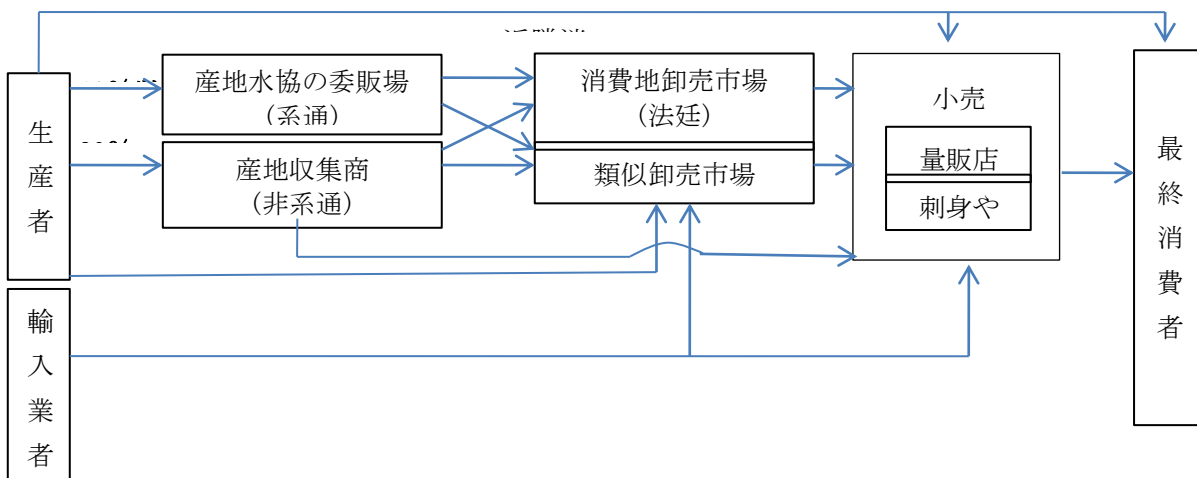 生産者
輸入業者
産地水協の委販場
(系通)
産地収集商
(非系通)
消費地卸売市場
(法廷)
類似卸売市場
小売
量販店
刺身や
最終消費者